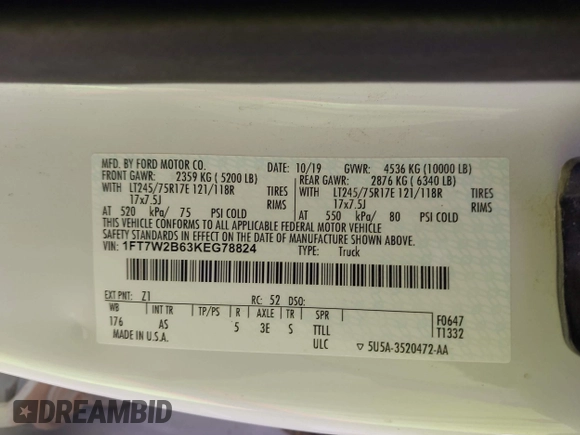 MFD. BY FORD MOTOR CO. 10/19 GVWR: 4536 KG (10000 LB)
FRONT GAWR: 2359 KG ( 5200 LB) REAR GAWR: 2876 KG ( 6340 LB)
WITH LT245/75R17E 121/118R TIRES WITH LT245/75R17E 121/118R TIRES
17x7.5J RIMS 17x7.5J RIMS
AT 520 kPa/ 75 PSI COLD AT 550 kPa/ 80 PSI COLD
THIS VEHICLE CONFORMS TO ALL APPLICABLE FEDERAL MOTOR VEHICLE
SAFETY STANDARDS IN EFFECT ON THE DATE OF MANUFACTURE SHOWN ABOVE.
VIN: 1FT7W2B63KEG78824 TYPE: Truck
EXT PNT: Z1 RC: 52 DSO:
WB INT TR TP/PS R AXLE TR SPR F0647
176 AS 5 3E S TTLL T1332
MADE IN U.S.A. ULC ▽ 5U5A-3520472-AA
DREAMBID